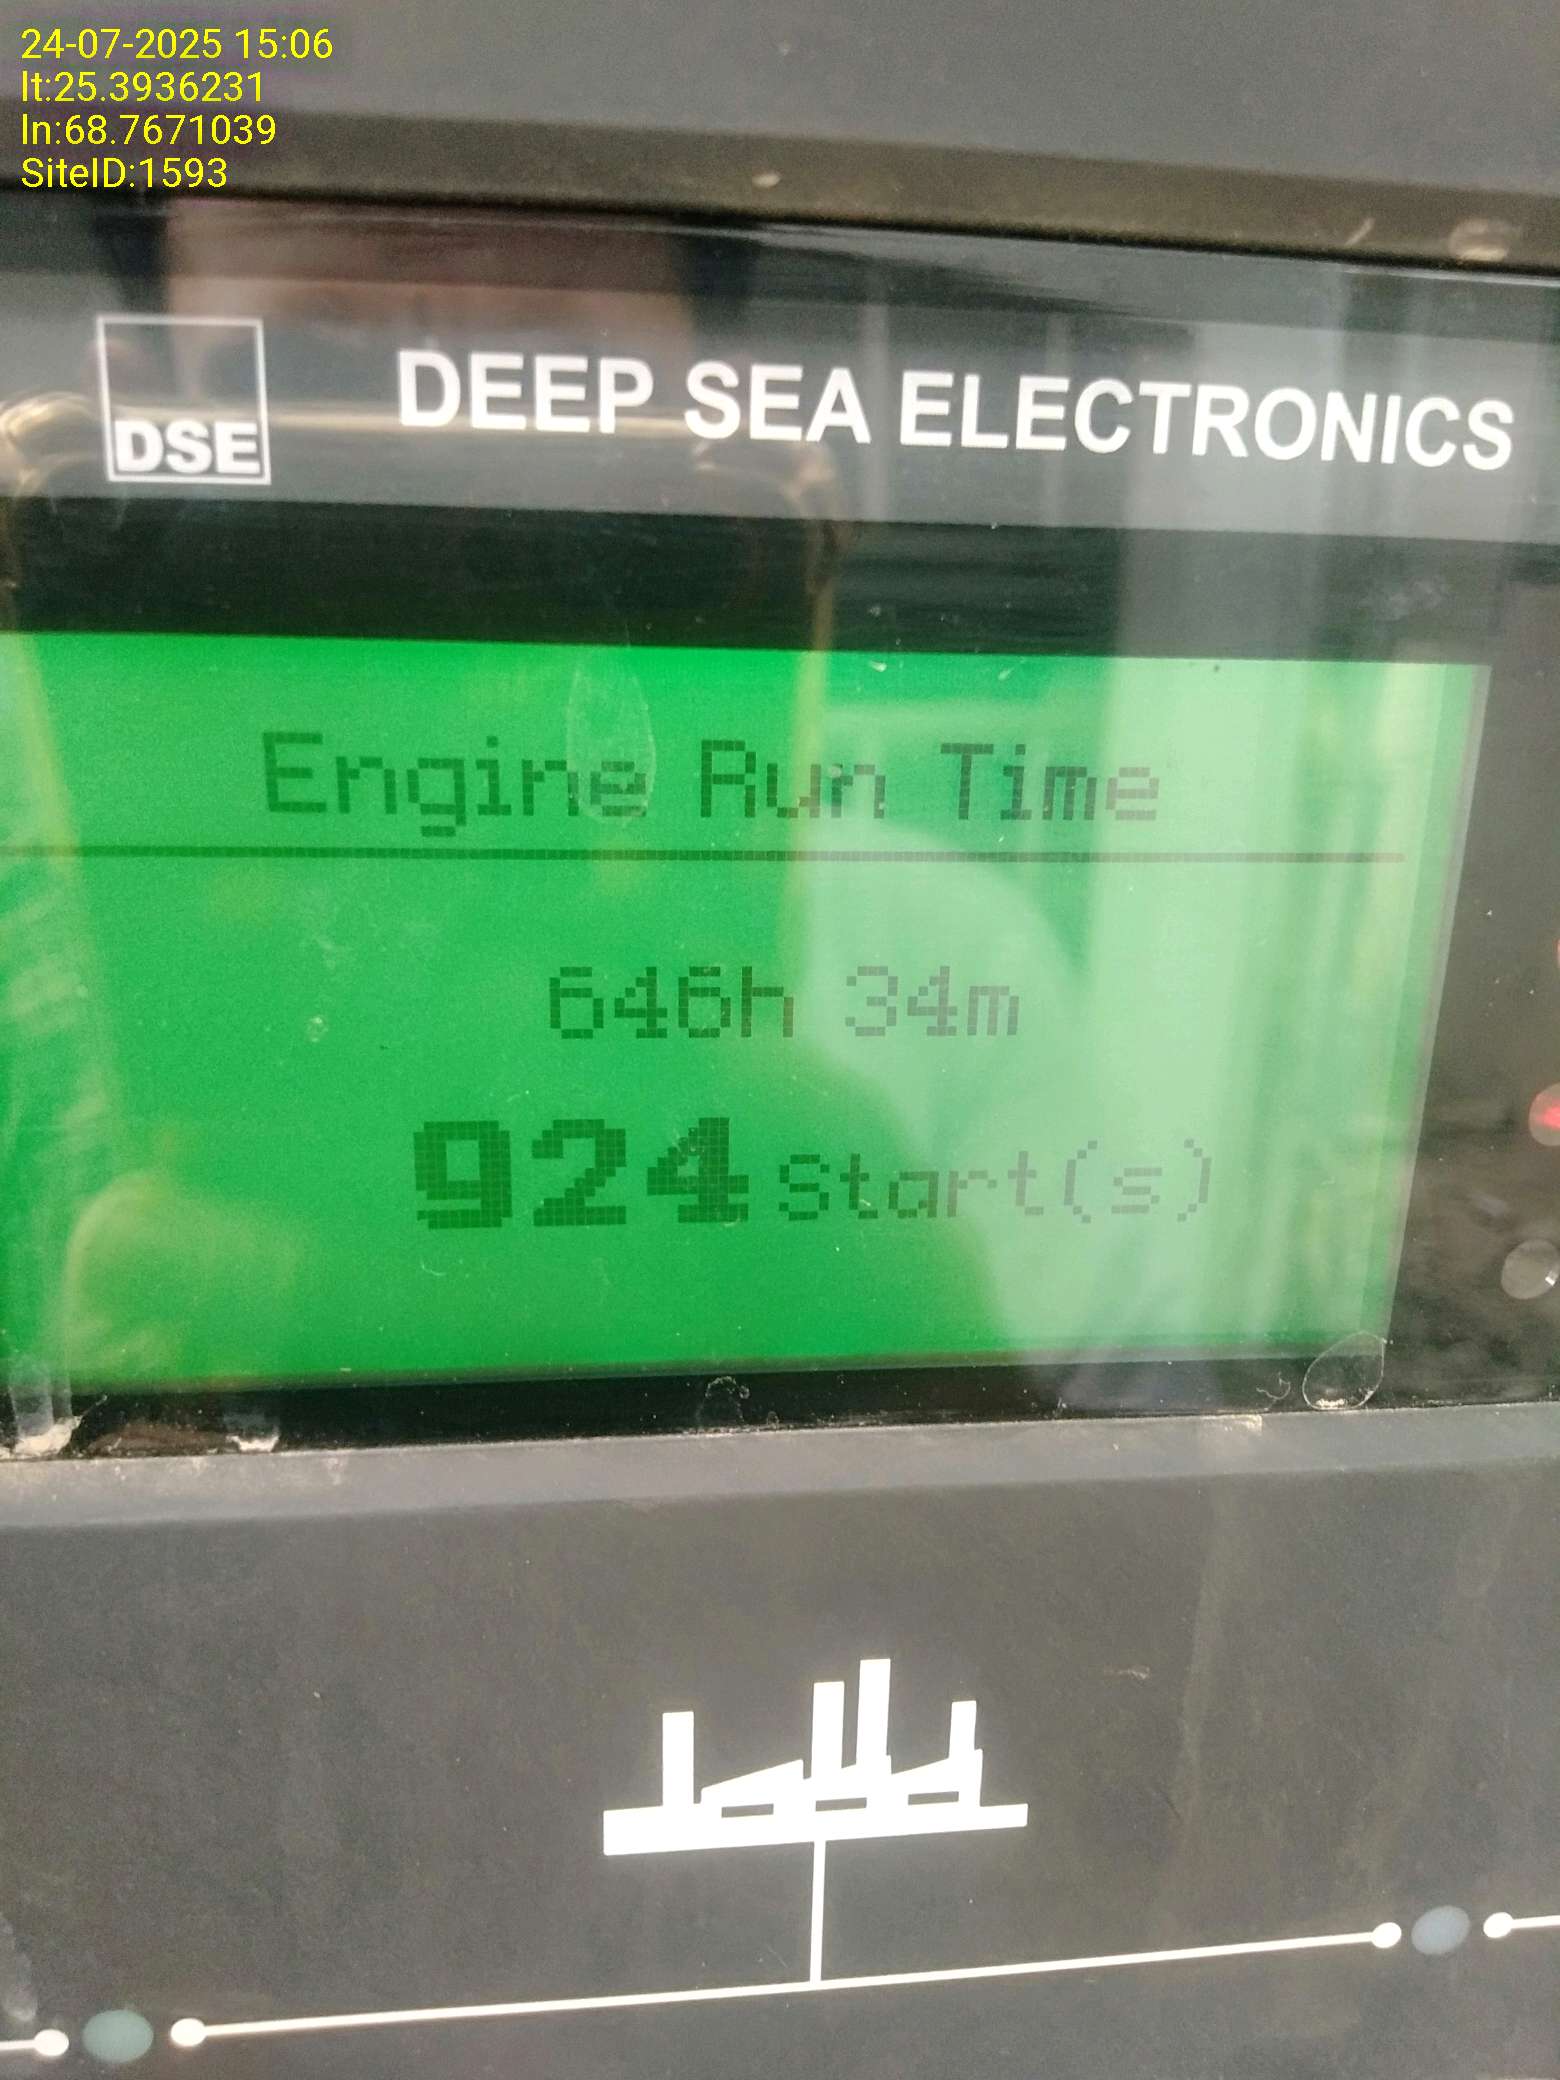 24-07-2025 15:06
lt:25.3936231
ln:68.7671039
SiteID:1593
DSE
DEEP SEA ELECTRONICS
Engine Run Time
646h 34m
924 Start(s)